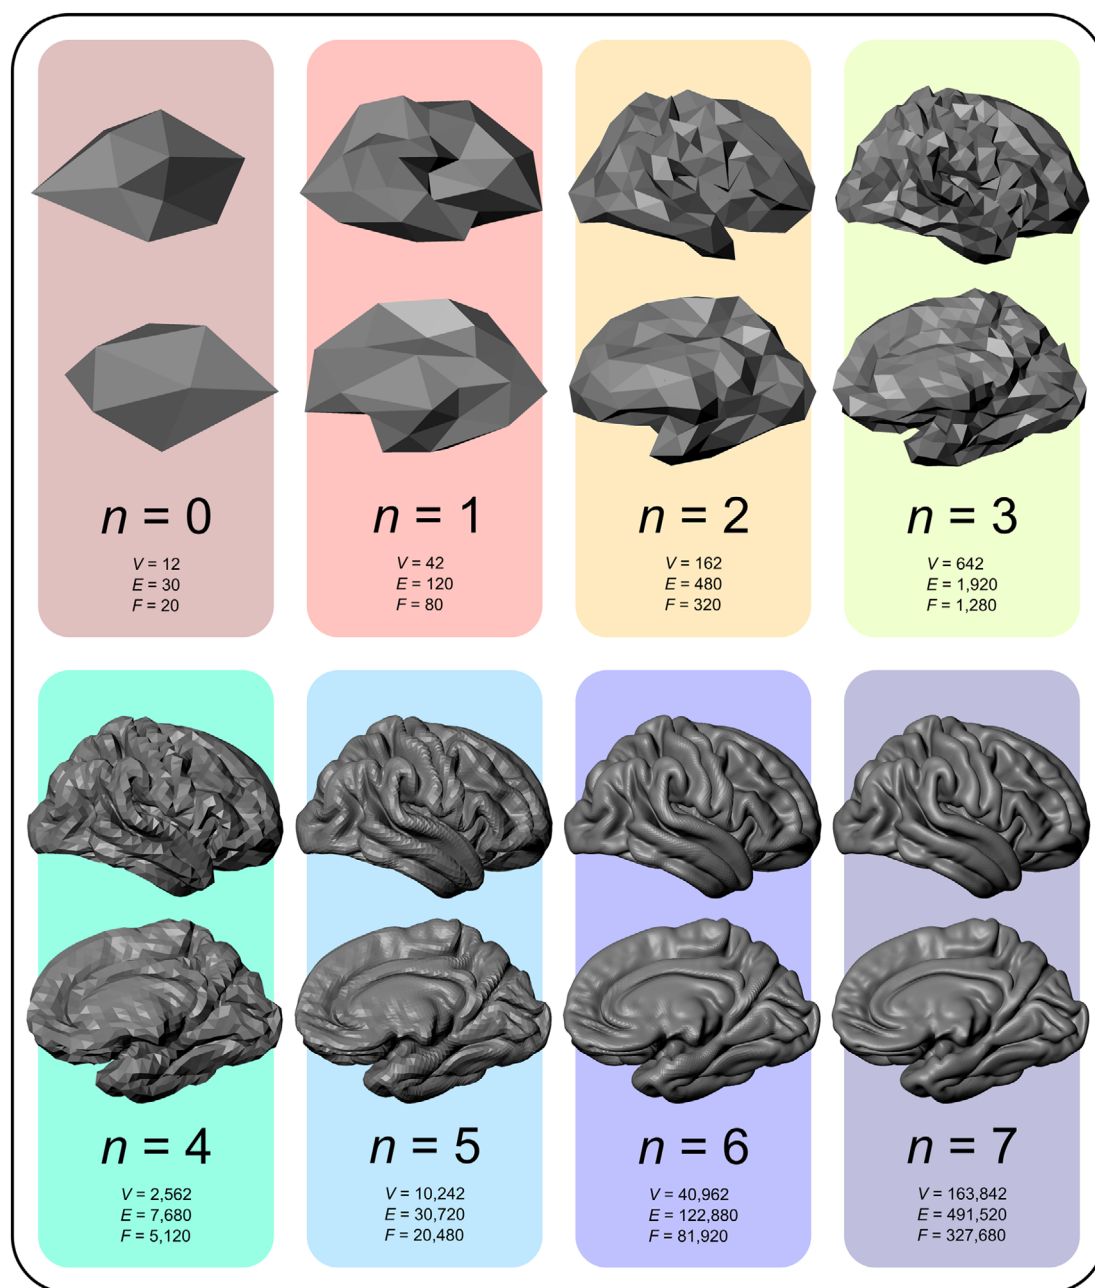 n = 0
V = 12
E = 30
F = 20
n = 1
V = 42
E = 120
F = 80
n = 2
V = 162
E = 480
F = 320
n = 3
V = 642
E = 1,920
F = 1,280
n = 4
V = 2,562
E = 7,680
F = 5,120
n = 5
V = 10,242
E = 30,720
F = 20,480
n = 6
V = 40,962
E = 122,880
F = 81,920
n = 7
V = 163,842
E = 491,520
F = 327,680